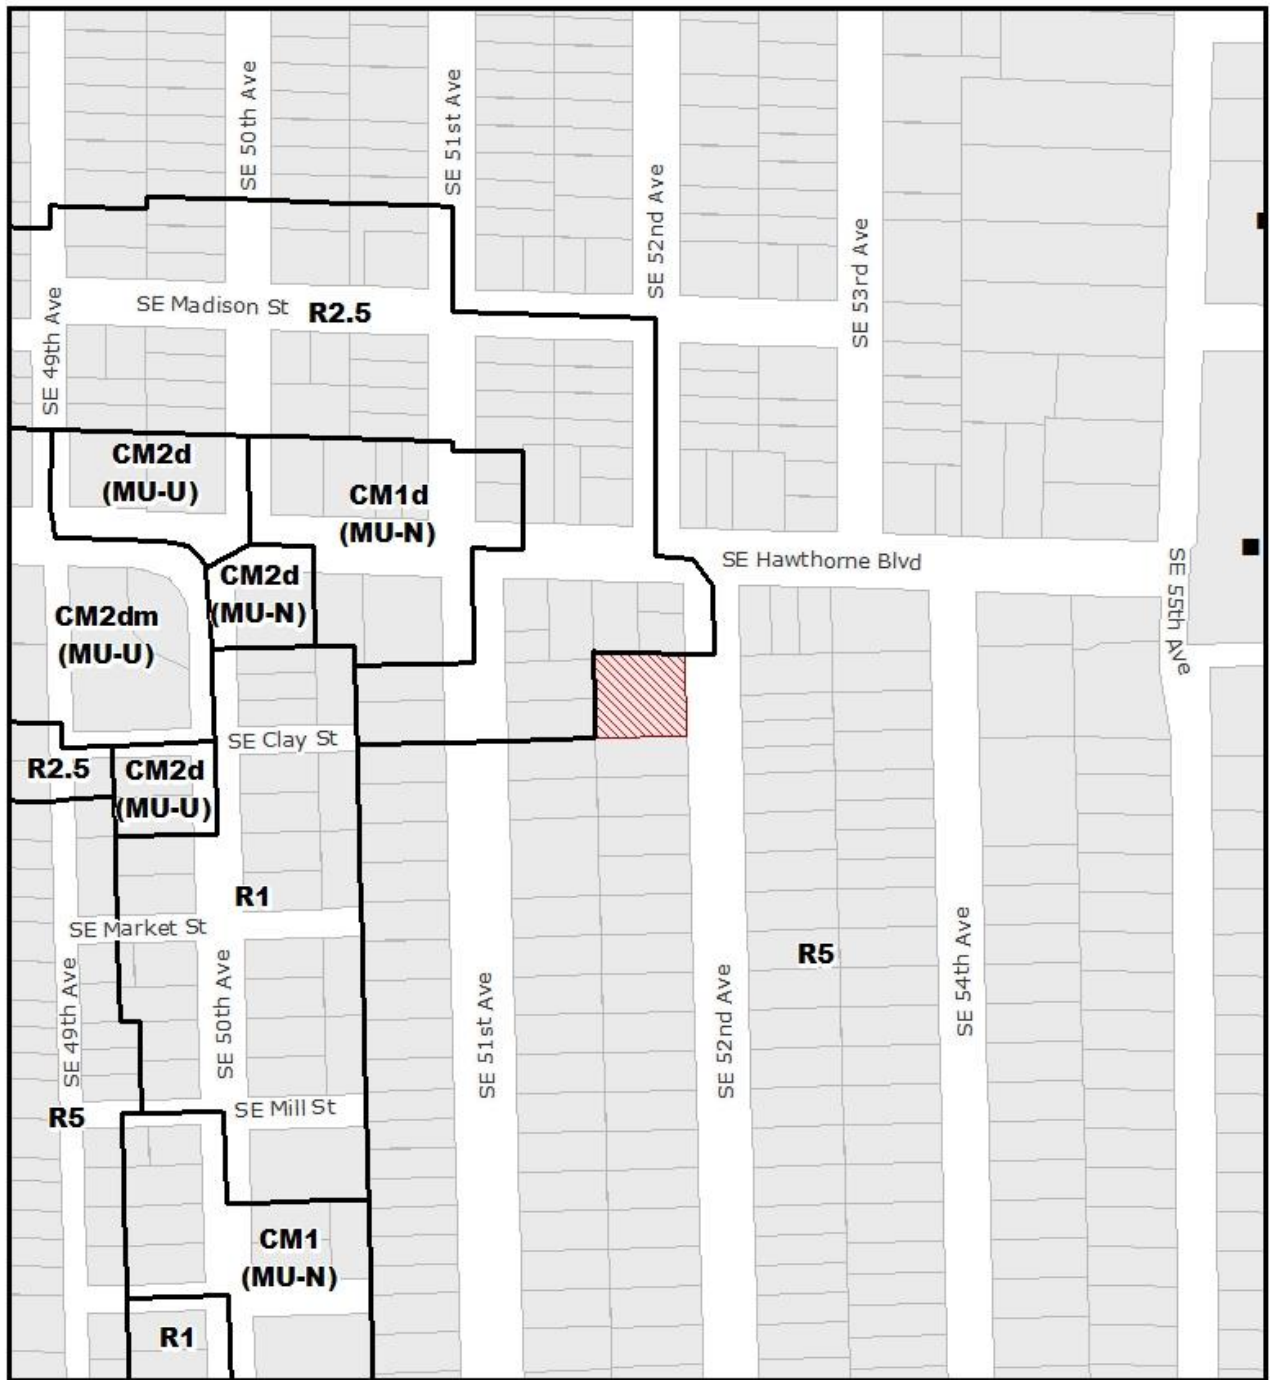 SE 50th Ave
SE 51st Ave
SE 52nd Ave
SE 53rd Ave
SE 49th Ave
SE Madison St
R2.5
CM2d
(MU-U)
CM1d
(MU-N)
SE Hawthorne Blvd
SE 55th Ave
CM2d
(MU-N)
CM2dm
(MU-U)
SE Clay St
R2.5
CM2d
(MU-U)
R1
SE Market St
R5
SE 49th Ave
SE 50th Ave
SE 51st Ave
SE 52nd Ave
SE 54th Ave
SE Mill St
R5
CM1
(MU-N)
R1